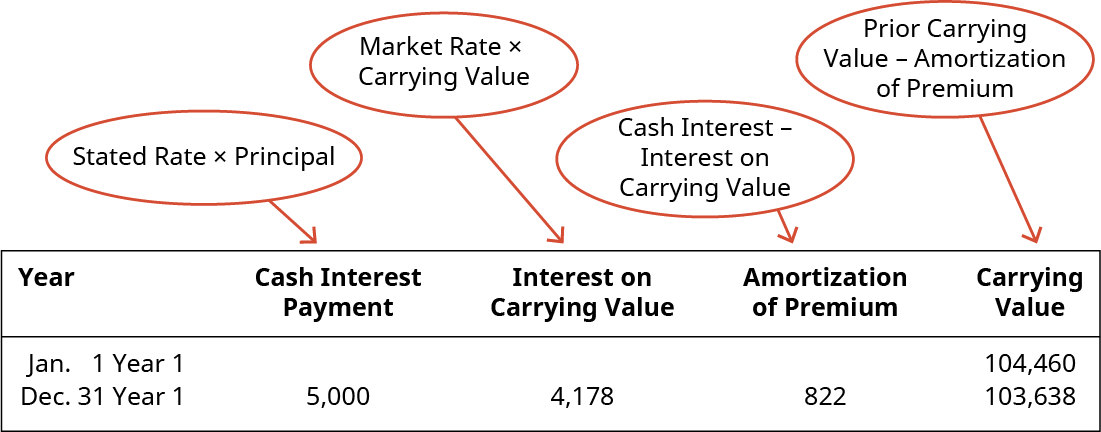 Stated Rate × Principal
Market Rate ×
Carrying Value
Cash Interest –
Interest on
Carrying Value
Prior Carrying
Value – Amortization
of Premium
Year
Cash Interest
Payment
Interest on
Carrying Value
Amortization
of Premium
Carrying
Value
Jan. 1 Year 1 104,460
Dec. 31 Year 1 5,000 4,178 822 103,638